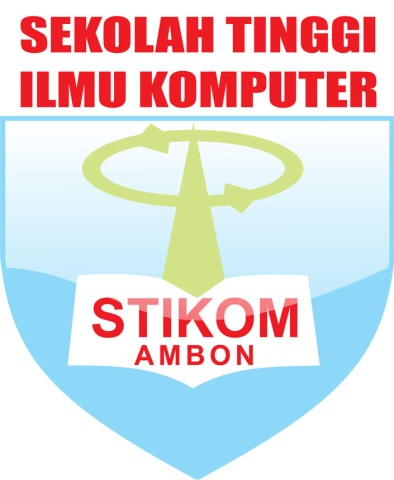 SEKOLAH TINGGI
ILMU KOMPUTER
STIKOM
AMBON